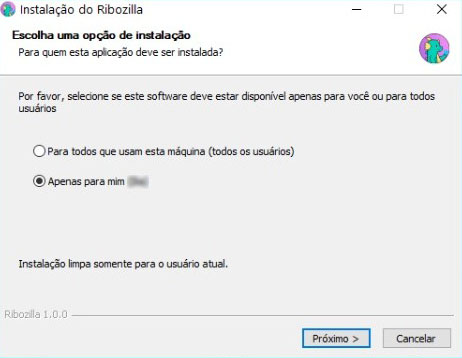 Instalação do Ribozilla
Escolha uma opção de instalação
Para quem esta aplicação deve ser instalada?
Por favor, selecione se este software deve estar disponível apenas para você ou para todos
usuários
Para todos que usam esta máquina (todos os usuários)
Apenas para mim
Instalação limpa somente para o usuário atual.
Ribozilla 1.0.0
Próximo >
Cancelar